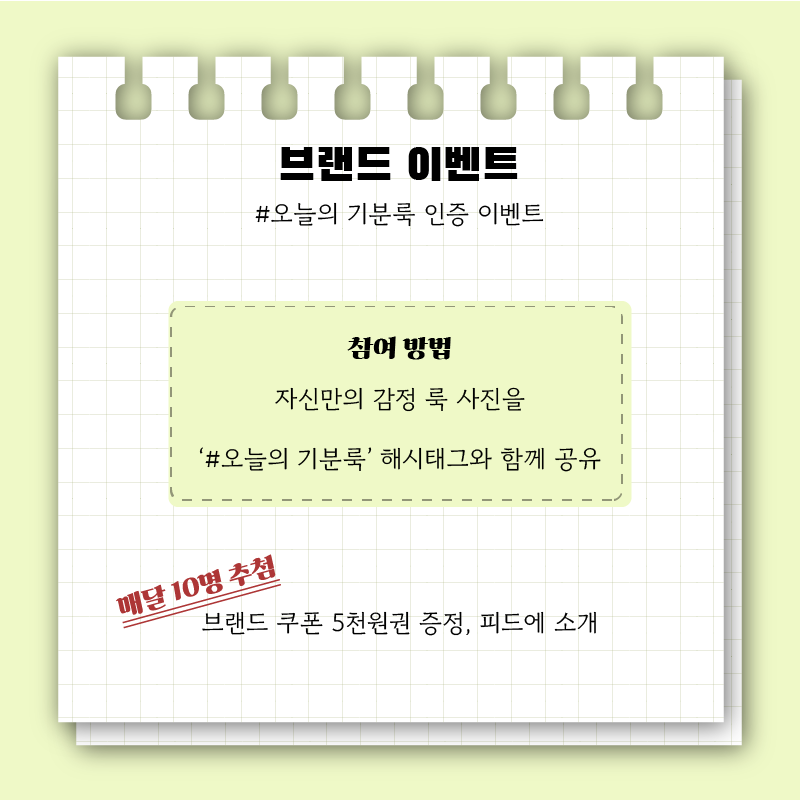 브랜드 이벤트
#오늘의 기분룩 인증 이벤트
참여 방법
자신만의 감정 룩 사진을
‘#오늘의 기분룩’ 해시태그와 함께 공유
매달 10명 추첨
브랜드 쿠폰 5천원권 증정, 피드에 소개